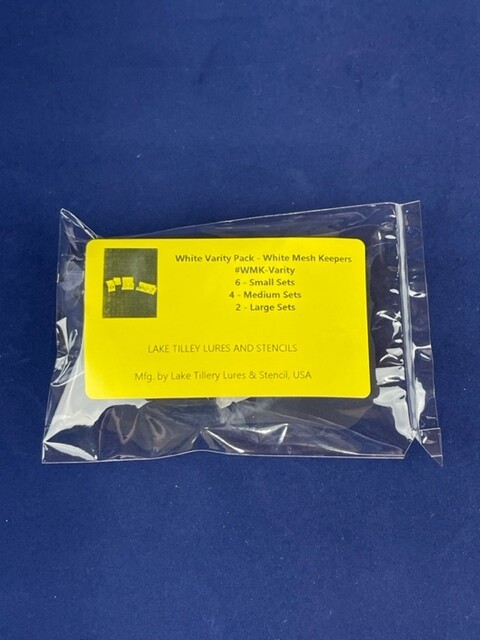 White Varity Pack - White Mesh Keepers
#WMK-Varity
6 - Small Sets
4 - Medium Sets
2 - Large Sets
LAKE TILLEY LURES AND STENCILS
Mfg. by Lake Tillery Lures & Stencil, USA